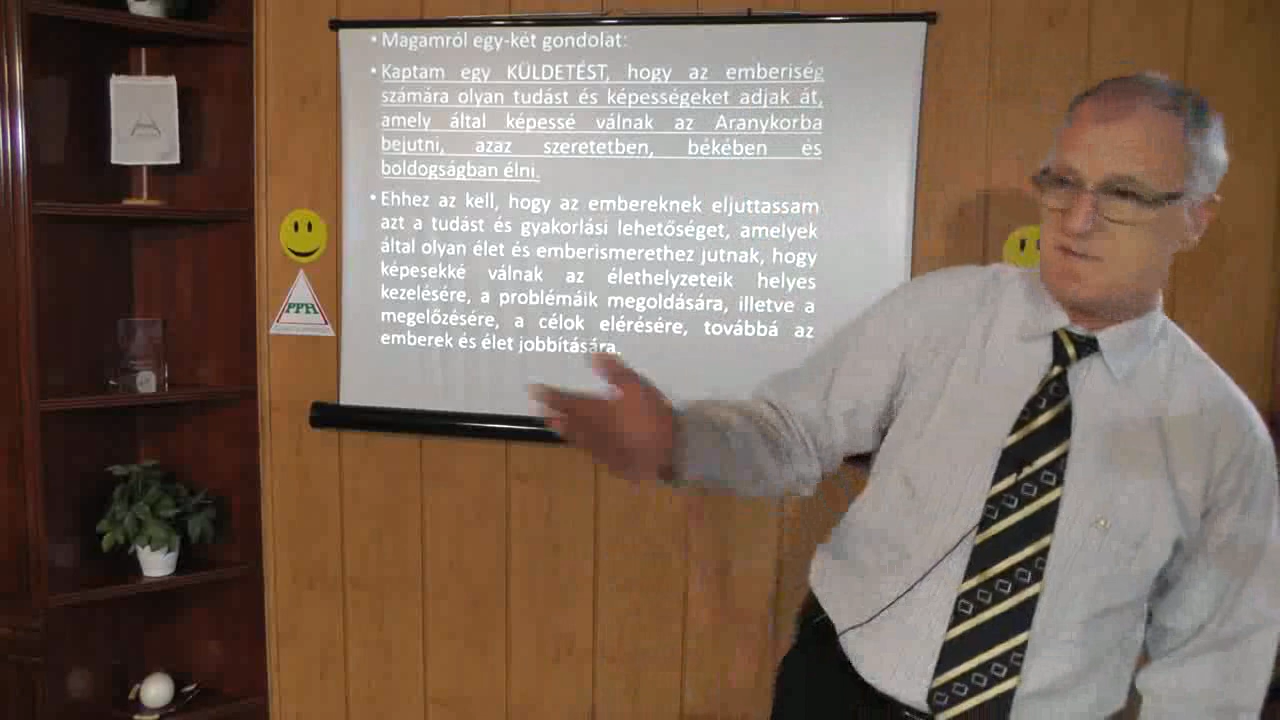 • Magamról egy-két gondolat:
• Kaptam egy KÜLDETÉST, hogy az emberiség
számára olyan tudást és képességeket adjak át,
amely által képessé válnak az Aranykorba
bejutni, azaz szeretetben, békében és
boldogságban élni.
• Ehhez az kell, hogy az embereknek eljuttassam
azt a tudást és gyakorlási lehetőséget, amelyek
által olyan élet és emberismerethez jutnak, hogy
képesekké válnak az élethelyzeteik helyes
kezelésére, a problémáik megoldására, illetve a
megelőzésére, a célok elérésére, továbbá az
emberek és élet jobbítására.